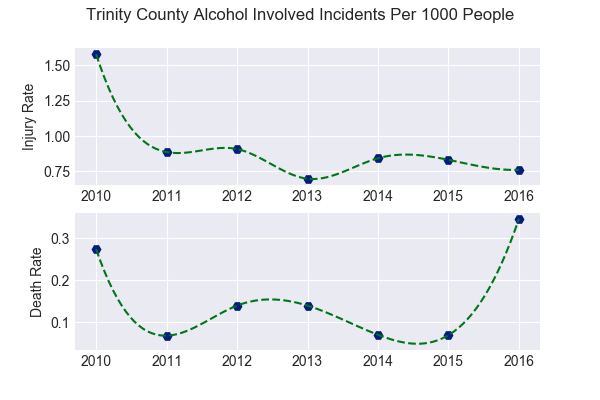 Trinity County Alcohol Involved Incidents Per 1000 People
Injury Rate
1.50
1.25
1.00
0.75
2010 2011 2012 2013 2014 2015 2016
Death Rate
0.3
0.2
0.1
2010 2011 2012 2013 2014 2015 2016